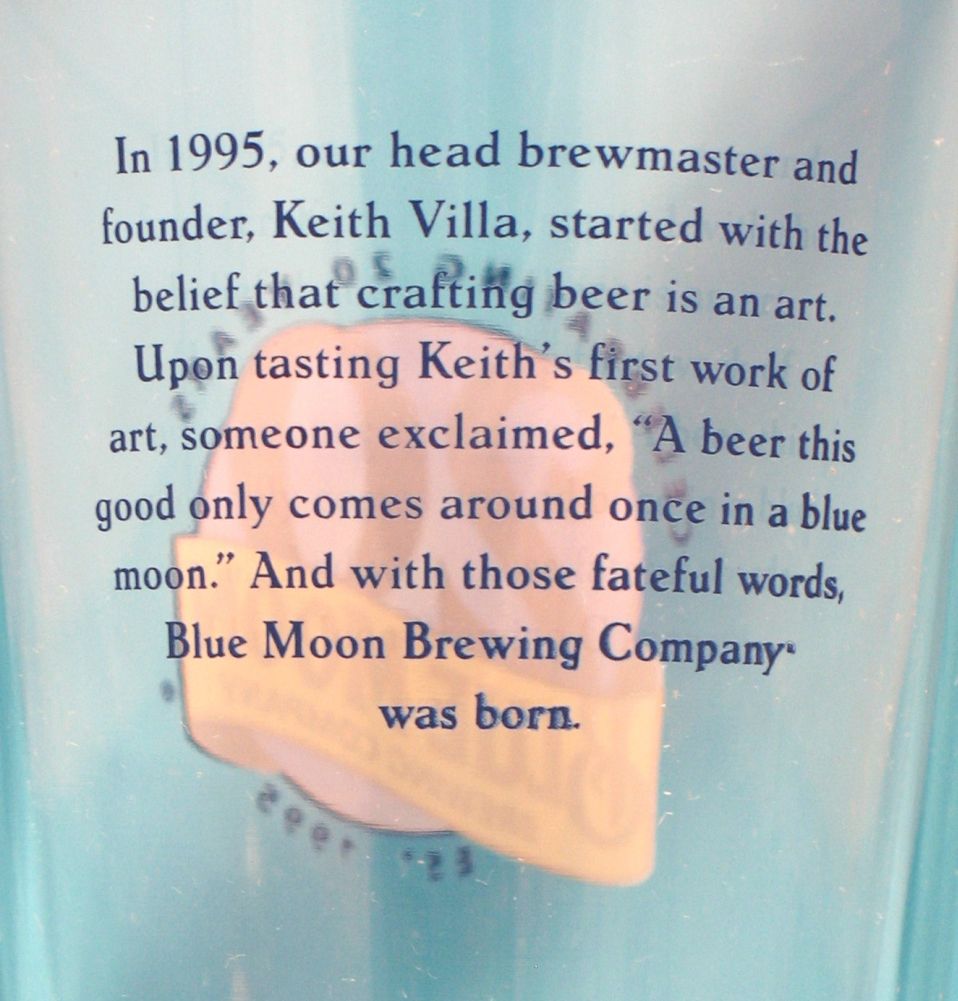 In 1995, our head brewmaster and
founder, Keith Villa, started with the
belief that crafting beer is an art.
Upon tasting Keith's first work of
art, someone exclaimed, “A beer this
good only comes around once in a blue
moon.” And with those fateful words,
Blue Moon Brewing Company
was born.